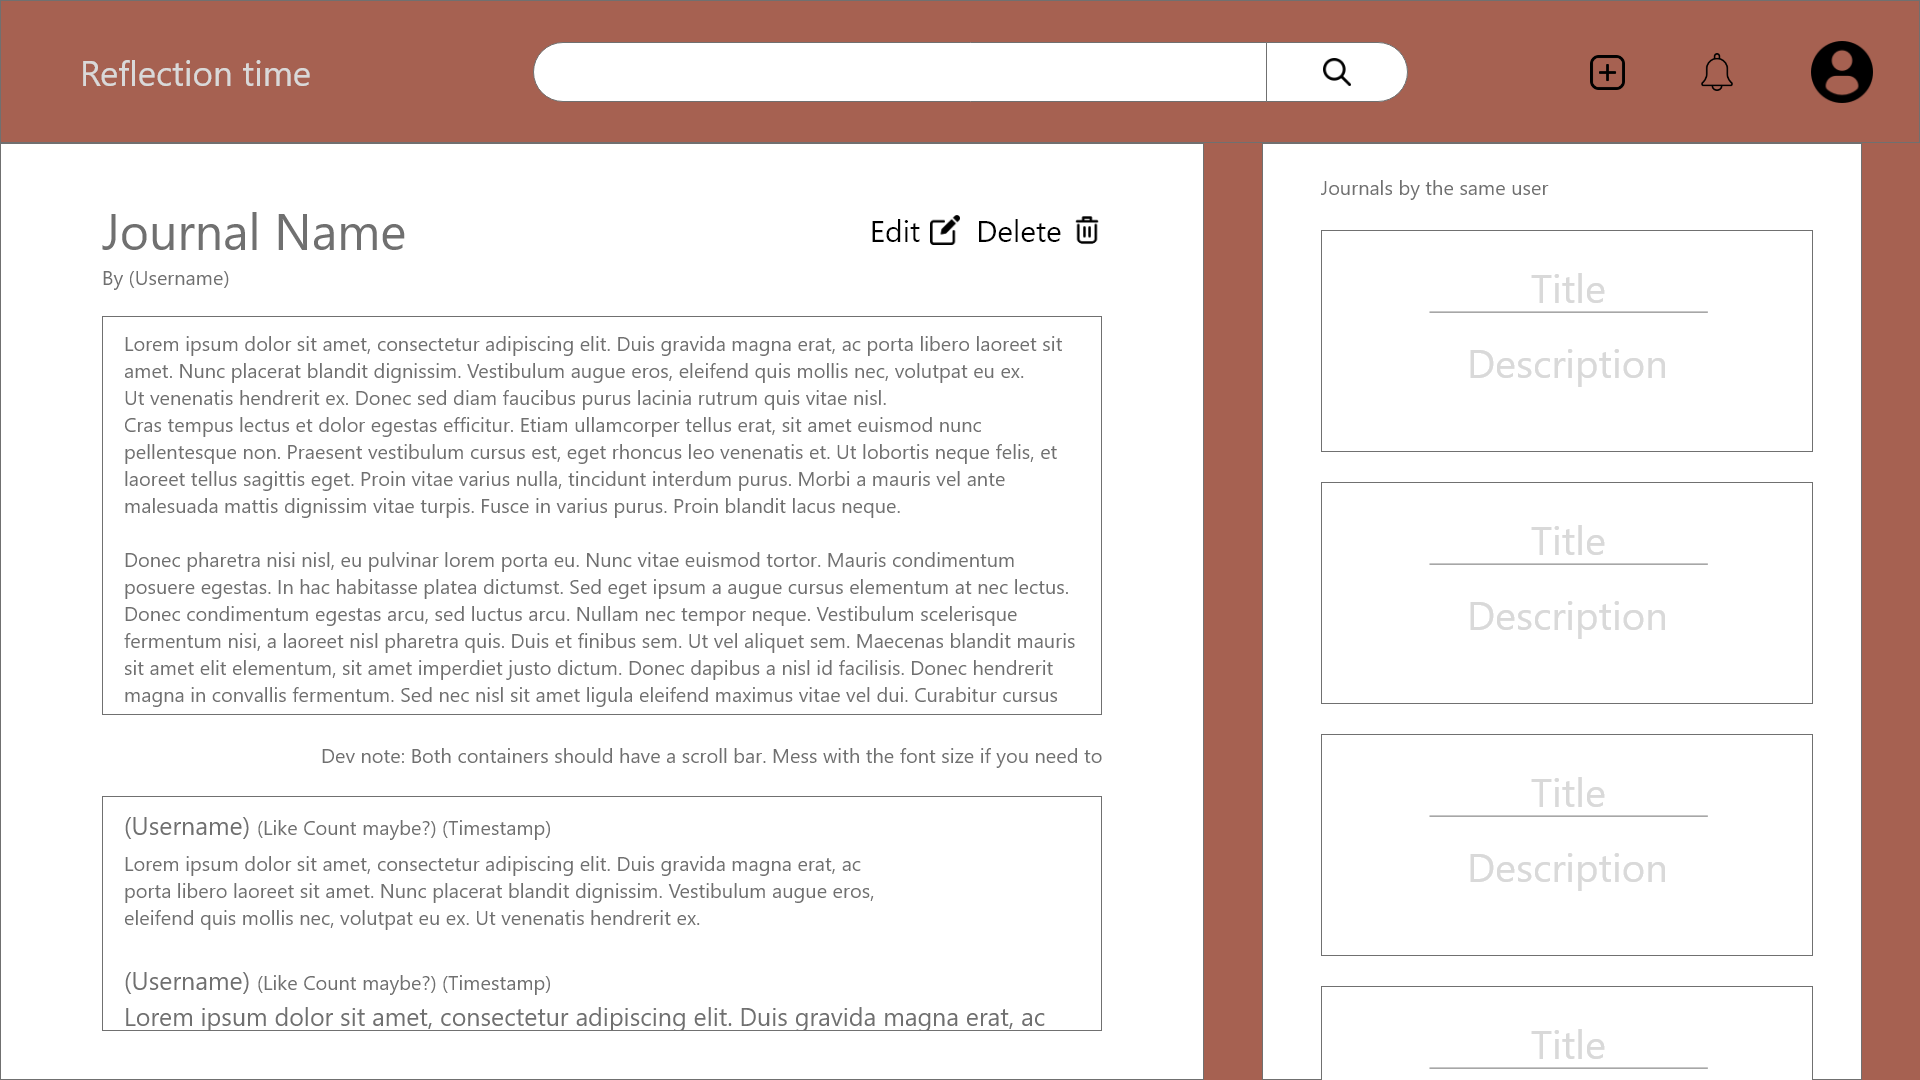 Reflection time
Journal Name
Edit
Delete
By (Username)
Lorem ipsum dolor sit amet, consectetur adipiscing elit. Duis gravida magna erat, ac porta libero laoreet sit
amet. Nunc placerat blandit dignissim. Vestibulum augue eros, eleifend quis mollis nec, volutpat eu ex.
Ut venenatis hendrerit ex. Donec sed diam faucibus purus lacinia rutrum quis vitae nisl.
Cras tempus lectus et dolor egestas efficitur. Etiam ullamcorper tellus erat, sit amet euismod nunc
pellentesque non. Praesent vestibulum cursus est, eget rhoncus leo venenatis et. Ut lobortis neque felis, et
laoreet tellus sagittis eget. Proin vitae varius nulla, tincidunt interdum purus. Morbi a mauris vel ante
malesuada mattis dignissim vitae turpis. Fusce in varius purus. Proin blandit lacus neque.
Donec pharetra nisi nisl, eu pulvinar lorem porta eu. Nunc vitae euismod tortor. Mauris condimentum
posuere egestas. In hac habitasse platea dictumst. Sed eget ipsum a augue cursus elementum at nec lectus.
Donec condimentum egestas arcu, sed luctus arcu. Nullam nec tempor neque. Vestibulum scelerisque
fermentum nisi, a laoreet nisl pharetra quis. Duis et finibus sem. Ut vel aliquet sem. Maecenas blandit mauris
sit amet elit elementum, sit amet imperdiet justo dictum. Donec dapibus a nisl id facilisis. Donec hendrerit
magna in convallis fermentum. Sed nec nisl sit amet ligula eleifend maximus vitae vel dui. Curabitur cursus
Dev note: Both containers should have a scroll bar. Mess with the font size if you need to
(Username) (Like Count maybe?) (Timestamp)
Lorem ipsum dolor sit amet, consectetur adipiscing elit. Duis gravida magna erat, ac
porta libero laoreet sit amet. Nunc placerat blandit dignissim. Vestibulum augue eros,
eleifend quis mollis nec, volutpat eu ex. Ut venenatis hendrerit ex.
(Username) (Like Count maybe?) (Timestamp)
Lorem ipsum dolor sit amet, consectetur adipiscing elit. Duis gravida magna erat, ac
Journals by the same user
Title
Description
Title
Description
Title
Description
Title